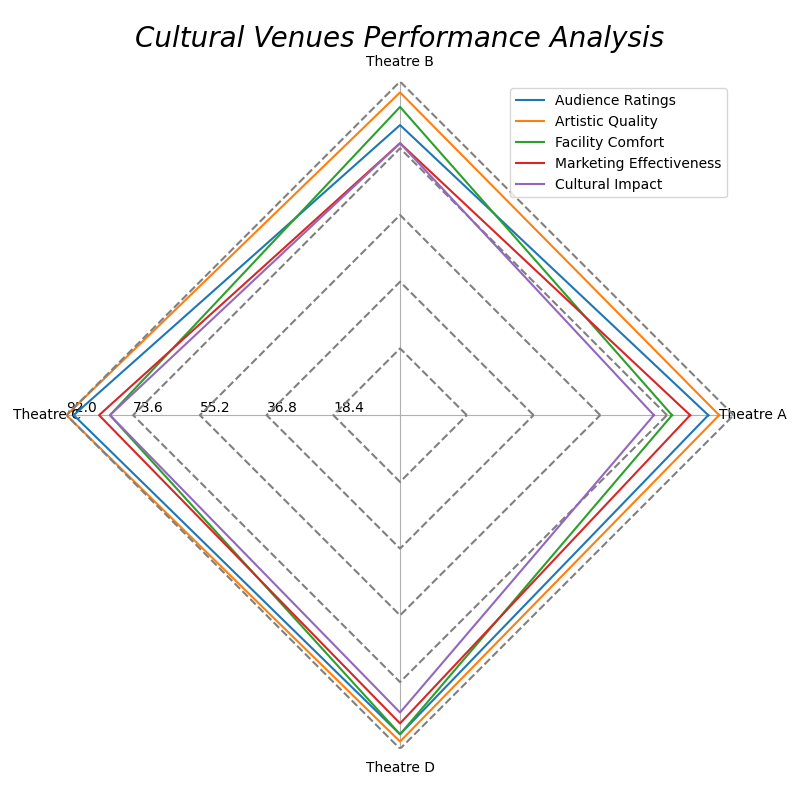 Cultural Venues Performance Analysis
Theatre B
Audience Ratings
Artistic Quality
Facility Comfort
Marketing Effectiveness
Cultural Impact
Theatre C 92.0 73.6 55.2 36.8 18.4 Theatre A
Theatre D